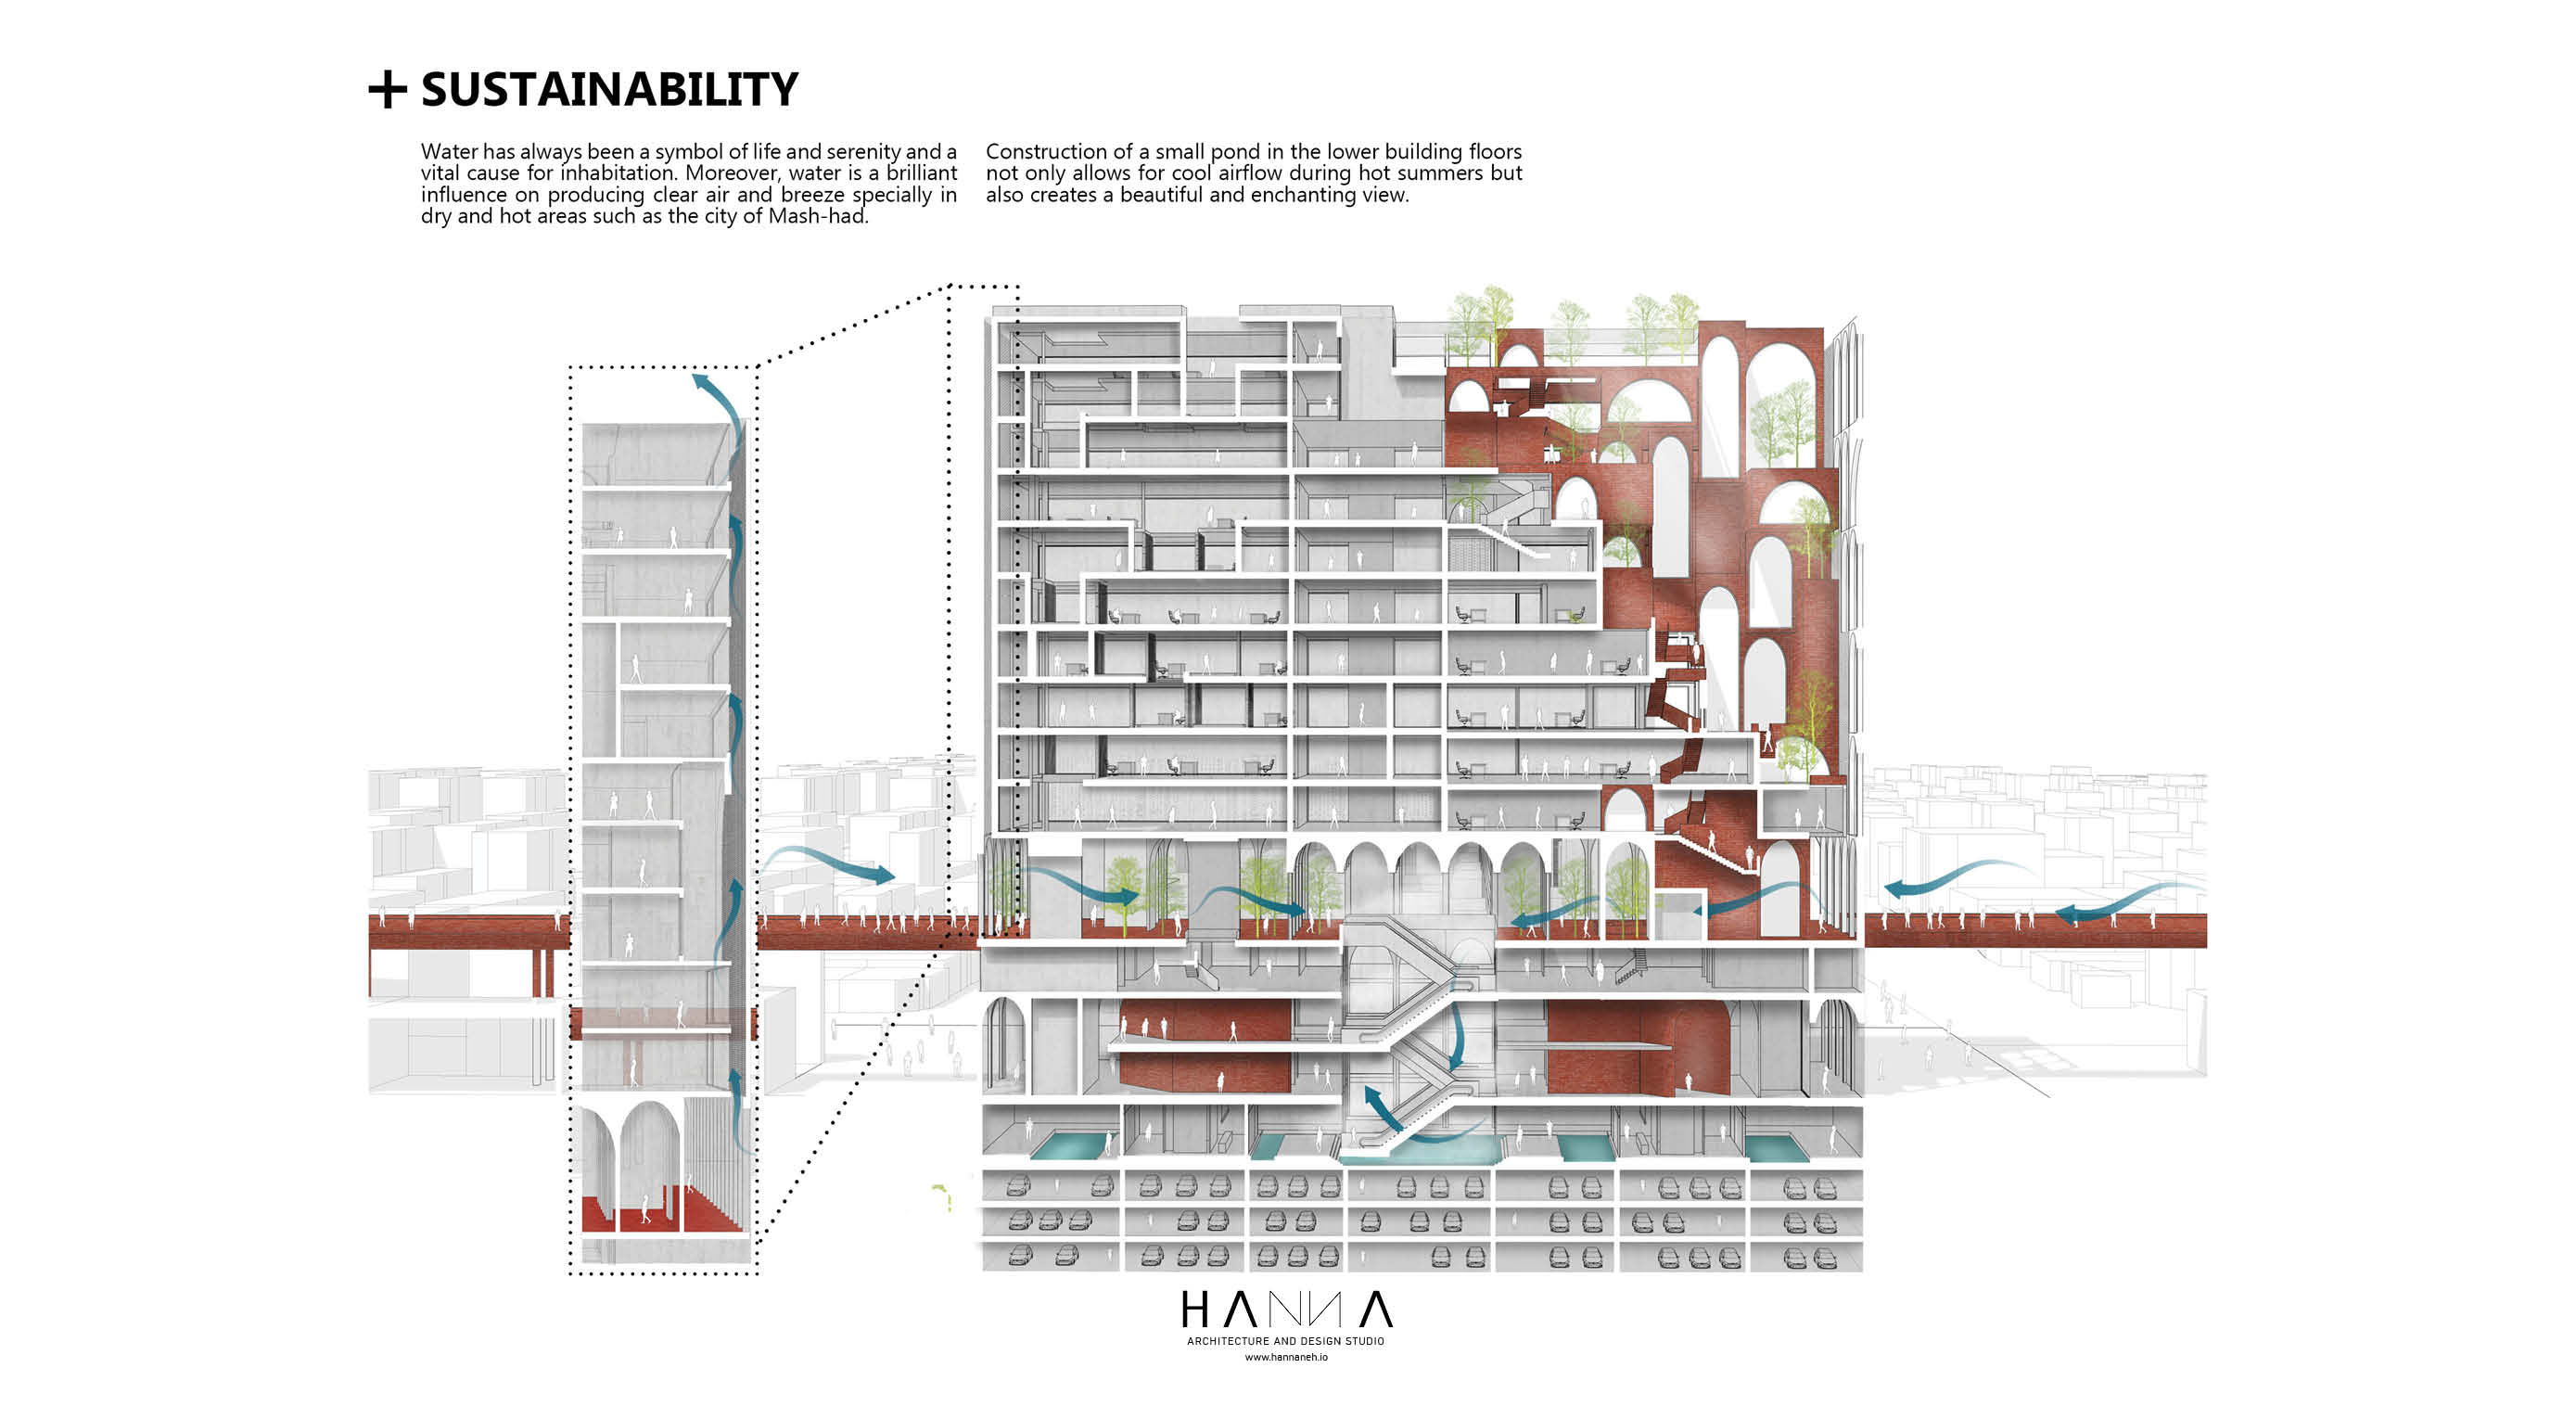 + SUSTAINABILITY
Water has always been a symbol of life and serenity and a
vital cause for inhabitation. Moreover, water is a brilliant
influence on producing clear air and breeze specially in
dry and hot areas such as the city of Mash-had.
Construction of a small pond in the lower building floors
not only allows for cool airflow during hot summers but
also creates a beautiful and enchanting view.
HANNA
ARCHITECTURE AND DESIGN STUDIO
www.hannaneh.io